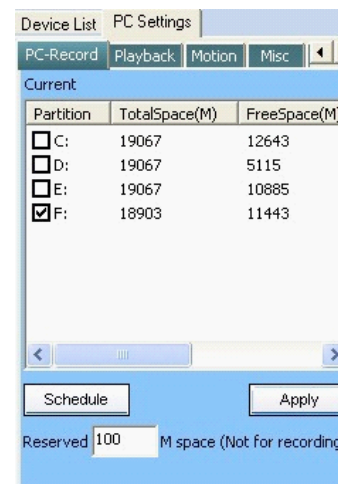 Device List PC Settings
PC-Record Playback Motion Misc
Current
Partition TotalSpace(M) FreeSpace(M)
C: 19067 12643
D: 19067 5115
E: 19067 10885
F: 18903 11443
Schedule Apply
Reserved 100 M space (Not for recording